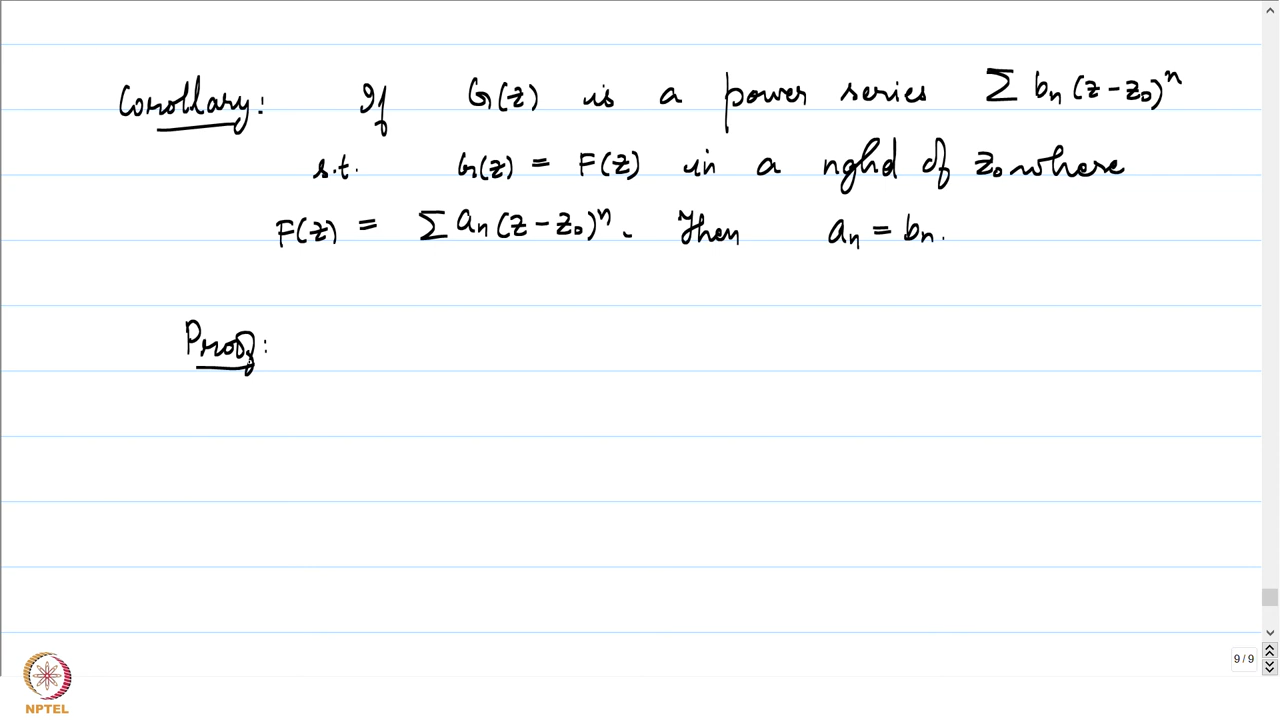 Corollary: If G(z) is a power series ∑ bₙ (z - z₀)ⁿ
s.t. G(z) = F(z) in a nghd of z₀ where
F(z) = ∑ aₙ (z - z₀)ⁿ. Then aₙ = bₙ.
Proof:
9 / 9
NPTEL